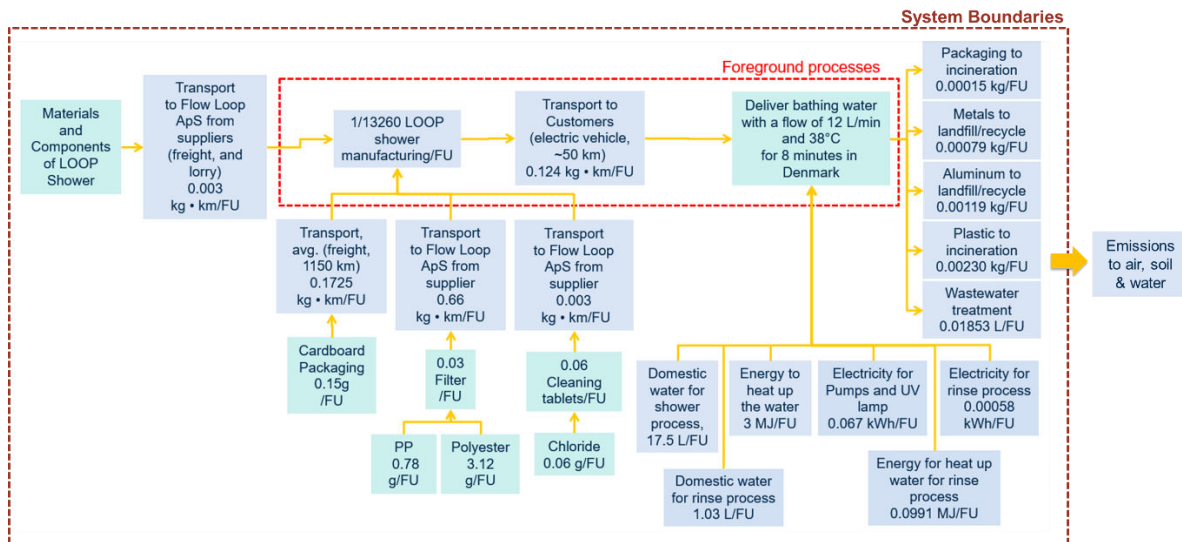 System Boundaries
Foreground processes
Materials
and
Components
of LOOP
Shower
Transport
to Flow Loop
ApS from
suppliers
(freight, and
lorry)
0.003
kg • km/FU
1/13260 LOOP
shower
manufacturing/FU
Transport to
Customers
(electric vehicle,
~50 km)
0.124 kg • km/FU
Deliver bathing water
with a flow of 12 L/min
and 38°C
for 8 minutes in
Denmark
Packaging to
incineration
0.00015 kg/FU
Metals to
landfill/recycle
0.00079 kg/FU
Aluminum to
landfill/recycle
0.00119 kg/FU
Plastic to
incineration
0.00230 kg/FU
Wastewater
treatment
0.01853 L/FU
Emissions
to air, soil
& water
Transport,
avg. (freight,
1150 km)
0.1725
kg • km/FU
Transport
to Flow Loop
ApS from
supplier
0.66
kg • km/FU
Transport
to Flow Loop
ApS from
supplier
0.003
kg • km/FU
Cardboard
Packaging
0.15g
/FU
0.03
Filter
/FU
0.06
Cleaning
tablets/FU
PP
0.78
g/FU
Polyester
3.12
g/FU
Chloride
0.06 g/FU
Domestic
water for
shower
process,
17.5 L/FU
Energy to
heat up
the water
3 MJ/FU
Electricity for
Pumps and UV
lamp
0.067 kWh/FU
Electricity for
rinse process
0.00058
kWh/FU
Domestic water
for rinse process
1.03 L/FU
Energy for heat up
water for rinse
process
0.0991 MJ/FU